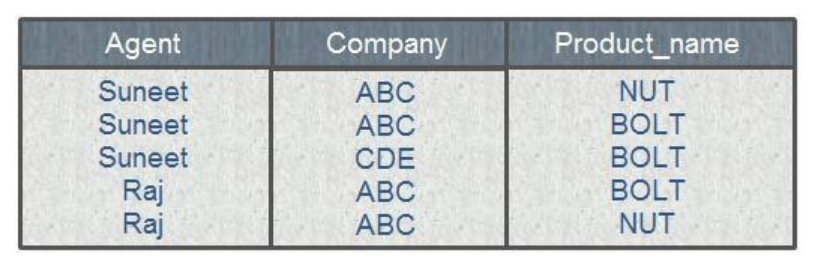 Agent Company Product_name
Suneet ABC NUT
Suneet ABC BOLT
Suneet CDE BOLT
Raj ABC BOLT
Raj ABC NUT